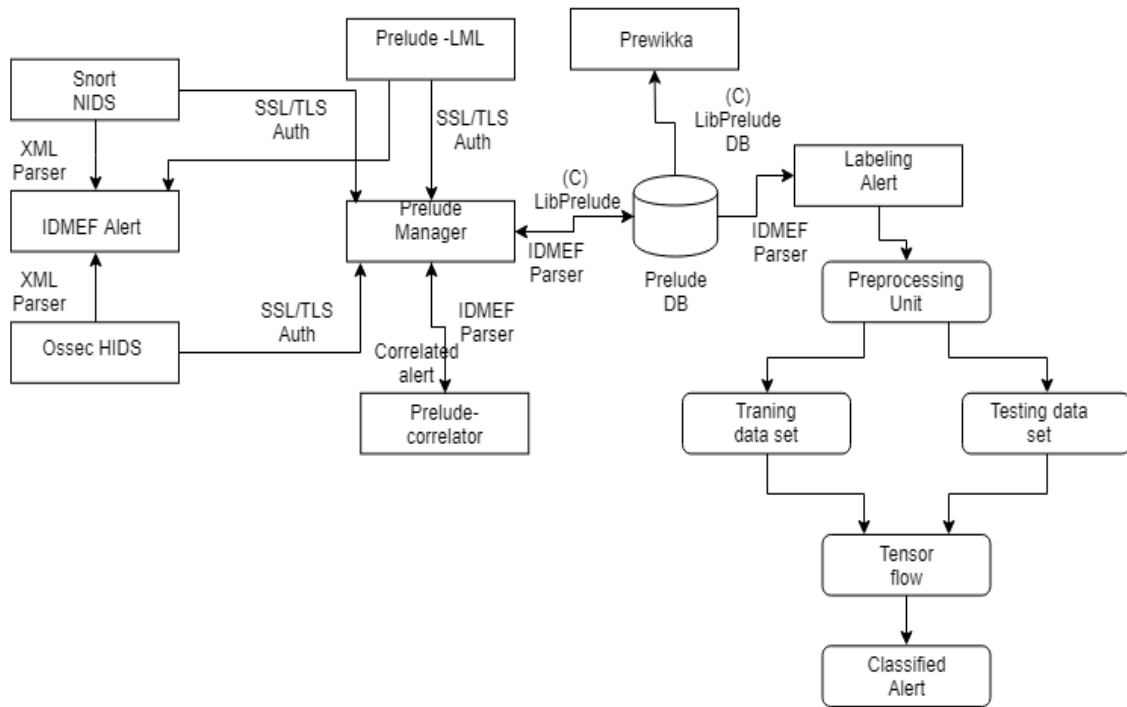 Prelude -LML
Prewikka
Snort
NIDS
SSL/TLS
Auth
SSL/TLS
Auth
(C)
LibPrelude
DB
XML
Parser
Labeling
Alert
IDMEF Alert
Prelude
Manager
(C)
LibPrelude
IDMEF
Parser
IDMEF
Parser
Prelude
DB
XML
Parser
Preprocessing
Unit
SSL/TLS
Auth
IDMEF
Parser
Ossec HIDS
Correlated
alert
Prelude-
correlator
Traning
data set
Testing data
set
Tensor
flow
Classified
Alert